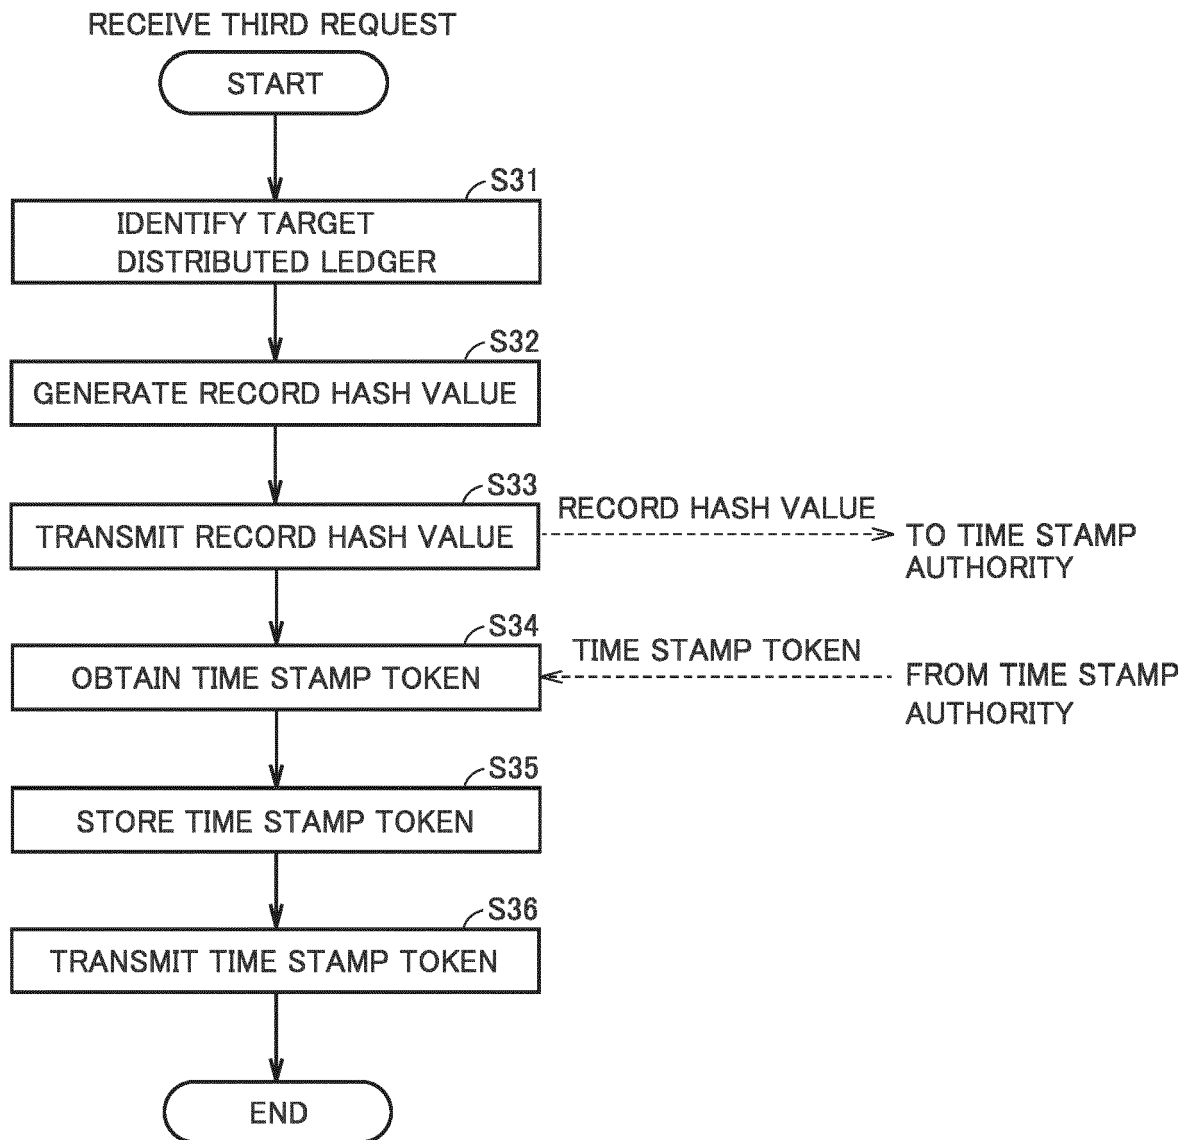 RECEIVE THIRD REQUEST
START
S31
IDENTIFY TARGET
DISTRIBUTED LEDGER
S32
GENERATE RECORD HASH VALUE
S33
TRANSMIT RECORD HASH VALUE
RECORD HASH VALUE
TO TIME STAMP
AUTHORITY
S34
OBTAIN TIME STAMP TOKEN
TIME STAMP TOKEN
FROM TIME STAMP
AUTHORITY
S35
STORE TIME STAMP TOKEN
S36
TRANSMIT TIME STAMP TOKEN
END